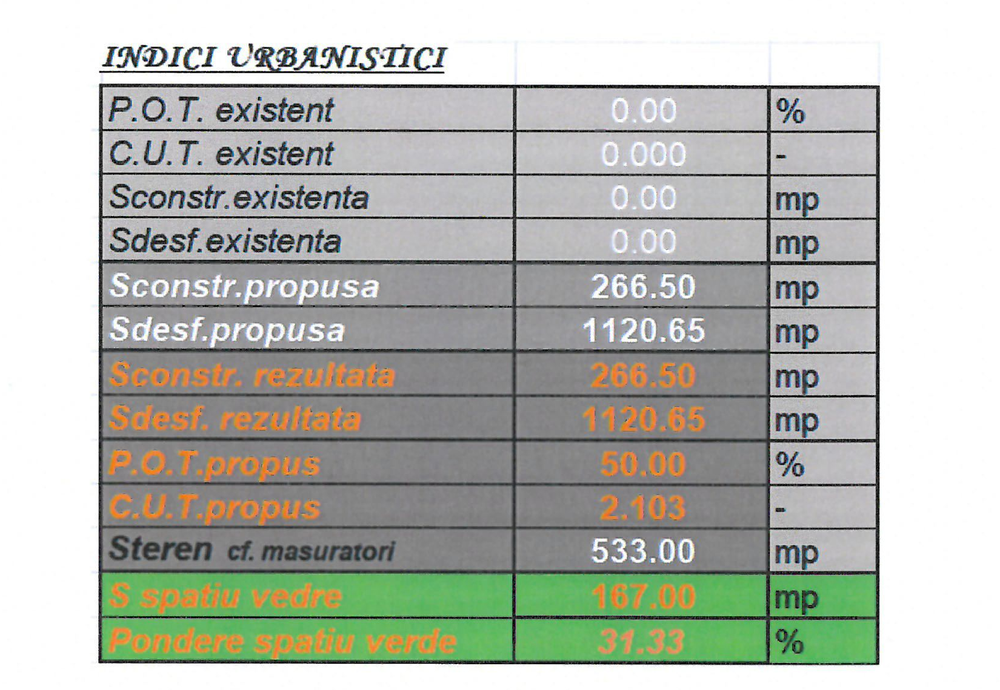 INDICI URBANISTICI
P.O.T. existent 0.00 %
C.U.T. existent 0.000 -
Sconstr.existenta 0.00 mp
Sdesf.existenta 0.00 mp
Sconstr.propusa 266.50 mp
Sdesf.propusa 1120.65 mp
Sconstr. rezultata 266.50 mp
Sdesf. rezultata 1120.65 mp
P.O.T.propus 50.00 %
C.U.T.propus 2.103 -
Steren cf. masuratori 533.00 mp
S spatiu vedre 167.00 mp
Pondere spatiu verde 31.33 %